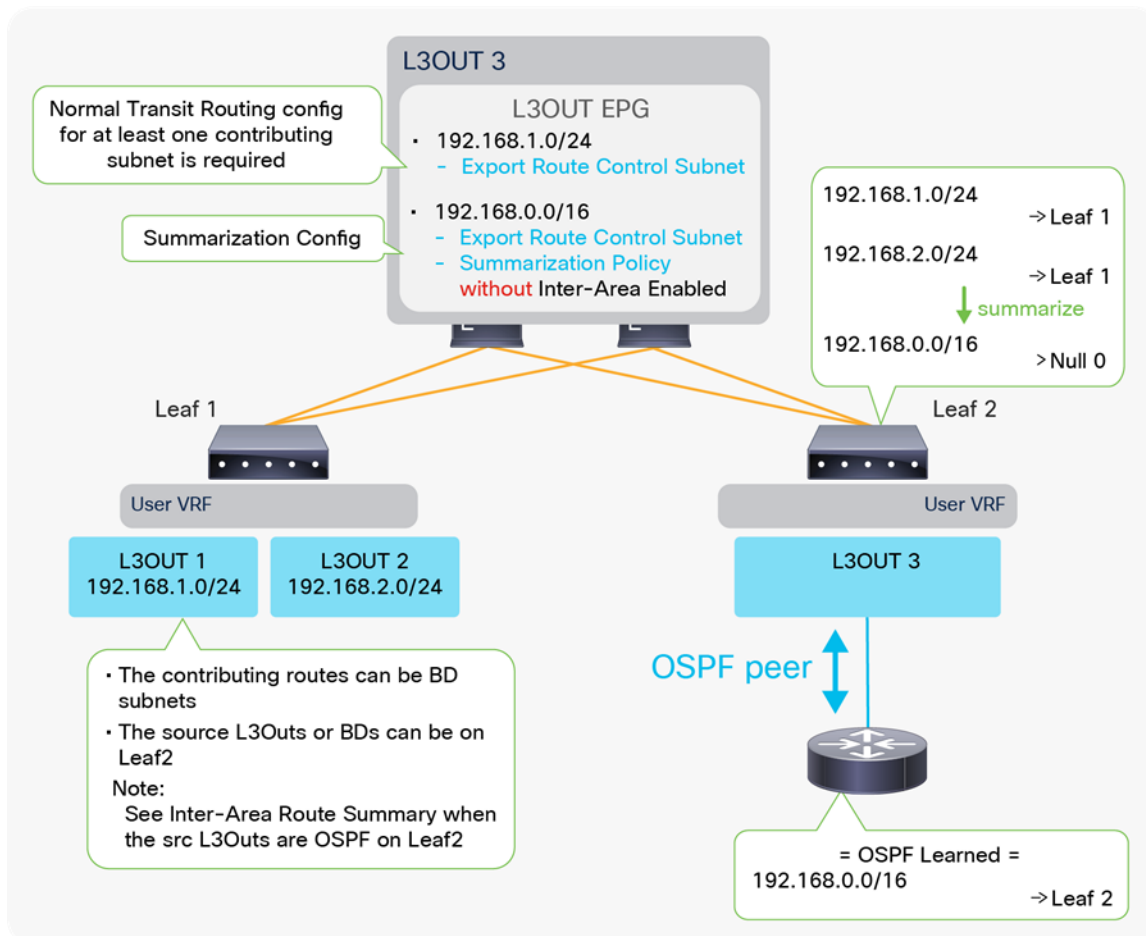 L3OUT 3
Normal Transit Routing config
for at least one contributing
subnet is required
L3OUT EPG
· 192.168.1.0/24
- Export Route Control Subnet
· 192.168.0.0/16
- Export Route Control Subnet
- Summarization Policy
without Inter-Area Enabled
Summarization Config
192.168.1.0/24
→Leaf 1
192.168.2.0/24
→Leaf 1
summarize
192.168.0.0/16
>Null 0
Leaf 1
Leaf 2
User VRF
User VRF
L3OUT 1
192.168.1.0/24
L3OUT 2
192.168.2.0/24
L3OUT 3
· The contributing routes can be BD
subnets
· The source L3Outs or BDs can be on
Leaf2
Note:
See Inter-Area Route Summary when
the src L3Outs are OSPF on Leaf2
OSPF peer
= OSPF Learned =
192.168.0.0/16
→Leaf 2